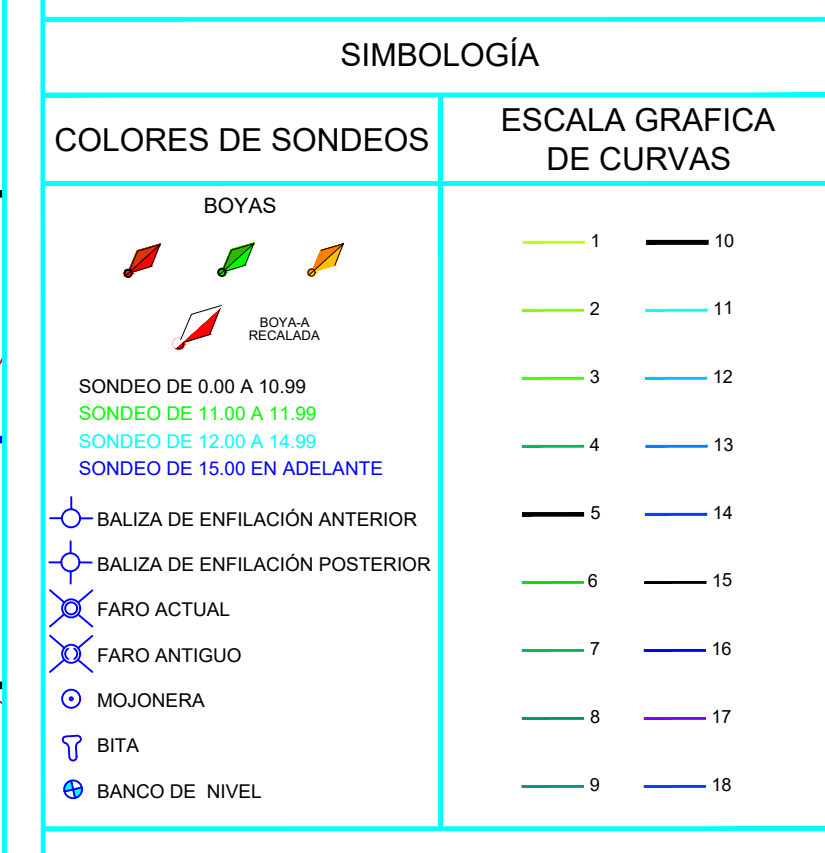 SIMBOLOGÍA
COLORES DE SONDEOS
ESCALA GRAFICA
DE CURVAS
BOYAS
BOYA-A
RECALADA
SONDEO DE 0.00 A 10.99
SONDEO DE 11.00 A 11.99
SONDEO DE 12.00 A 14.99
SONDEO DE 15.00 EN ADELANTE
BALIZA DE ENFILACIÓN ANTERIOR
BALIZA DE ENFILACIÓN POSTERIOR
FARO ACTUAL
FARO ANTIGUO
MOJONERA
BITA
BANCO DE NIVEL
1 10
2 11
3 12
4 13
5 14
6 15
7 16
8 17
9 18